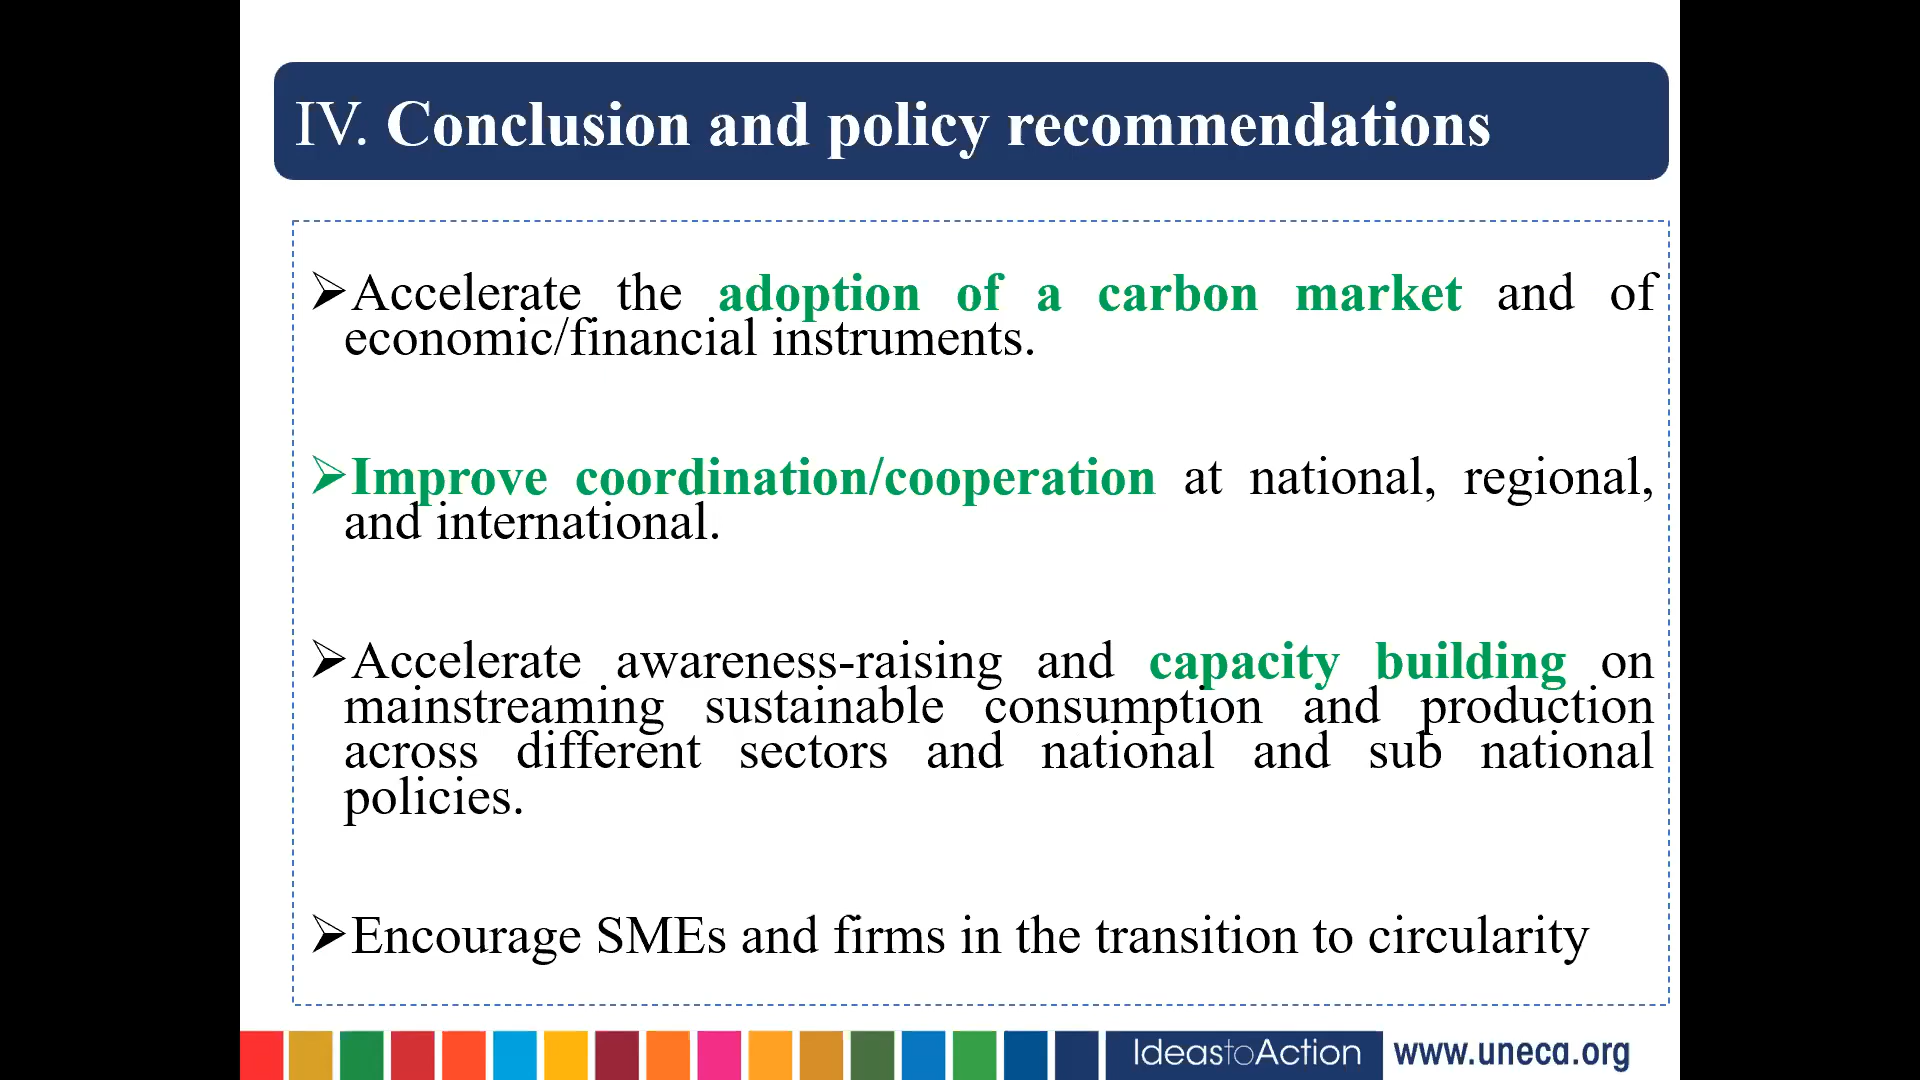 IV. Conclusion and policy recommendations
➢Accelerate the adoption of a carbon market and of
economic/financial instruments.
➢Improve coordination/cooperation at national, regional,
and international.
➢Accelerate awareness-raising and capacity building on
mainstreaming sustainable consumption and production
across different sectors and national and sub national
policies.
➢Encourage SMEs and firms in the transition to circularity
IdeastoAction www.uneca.org